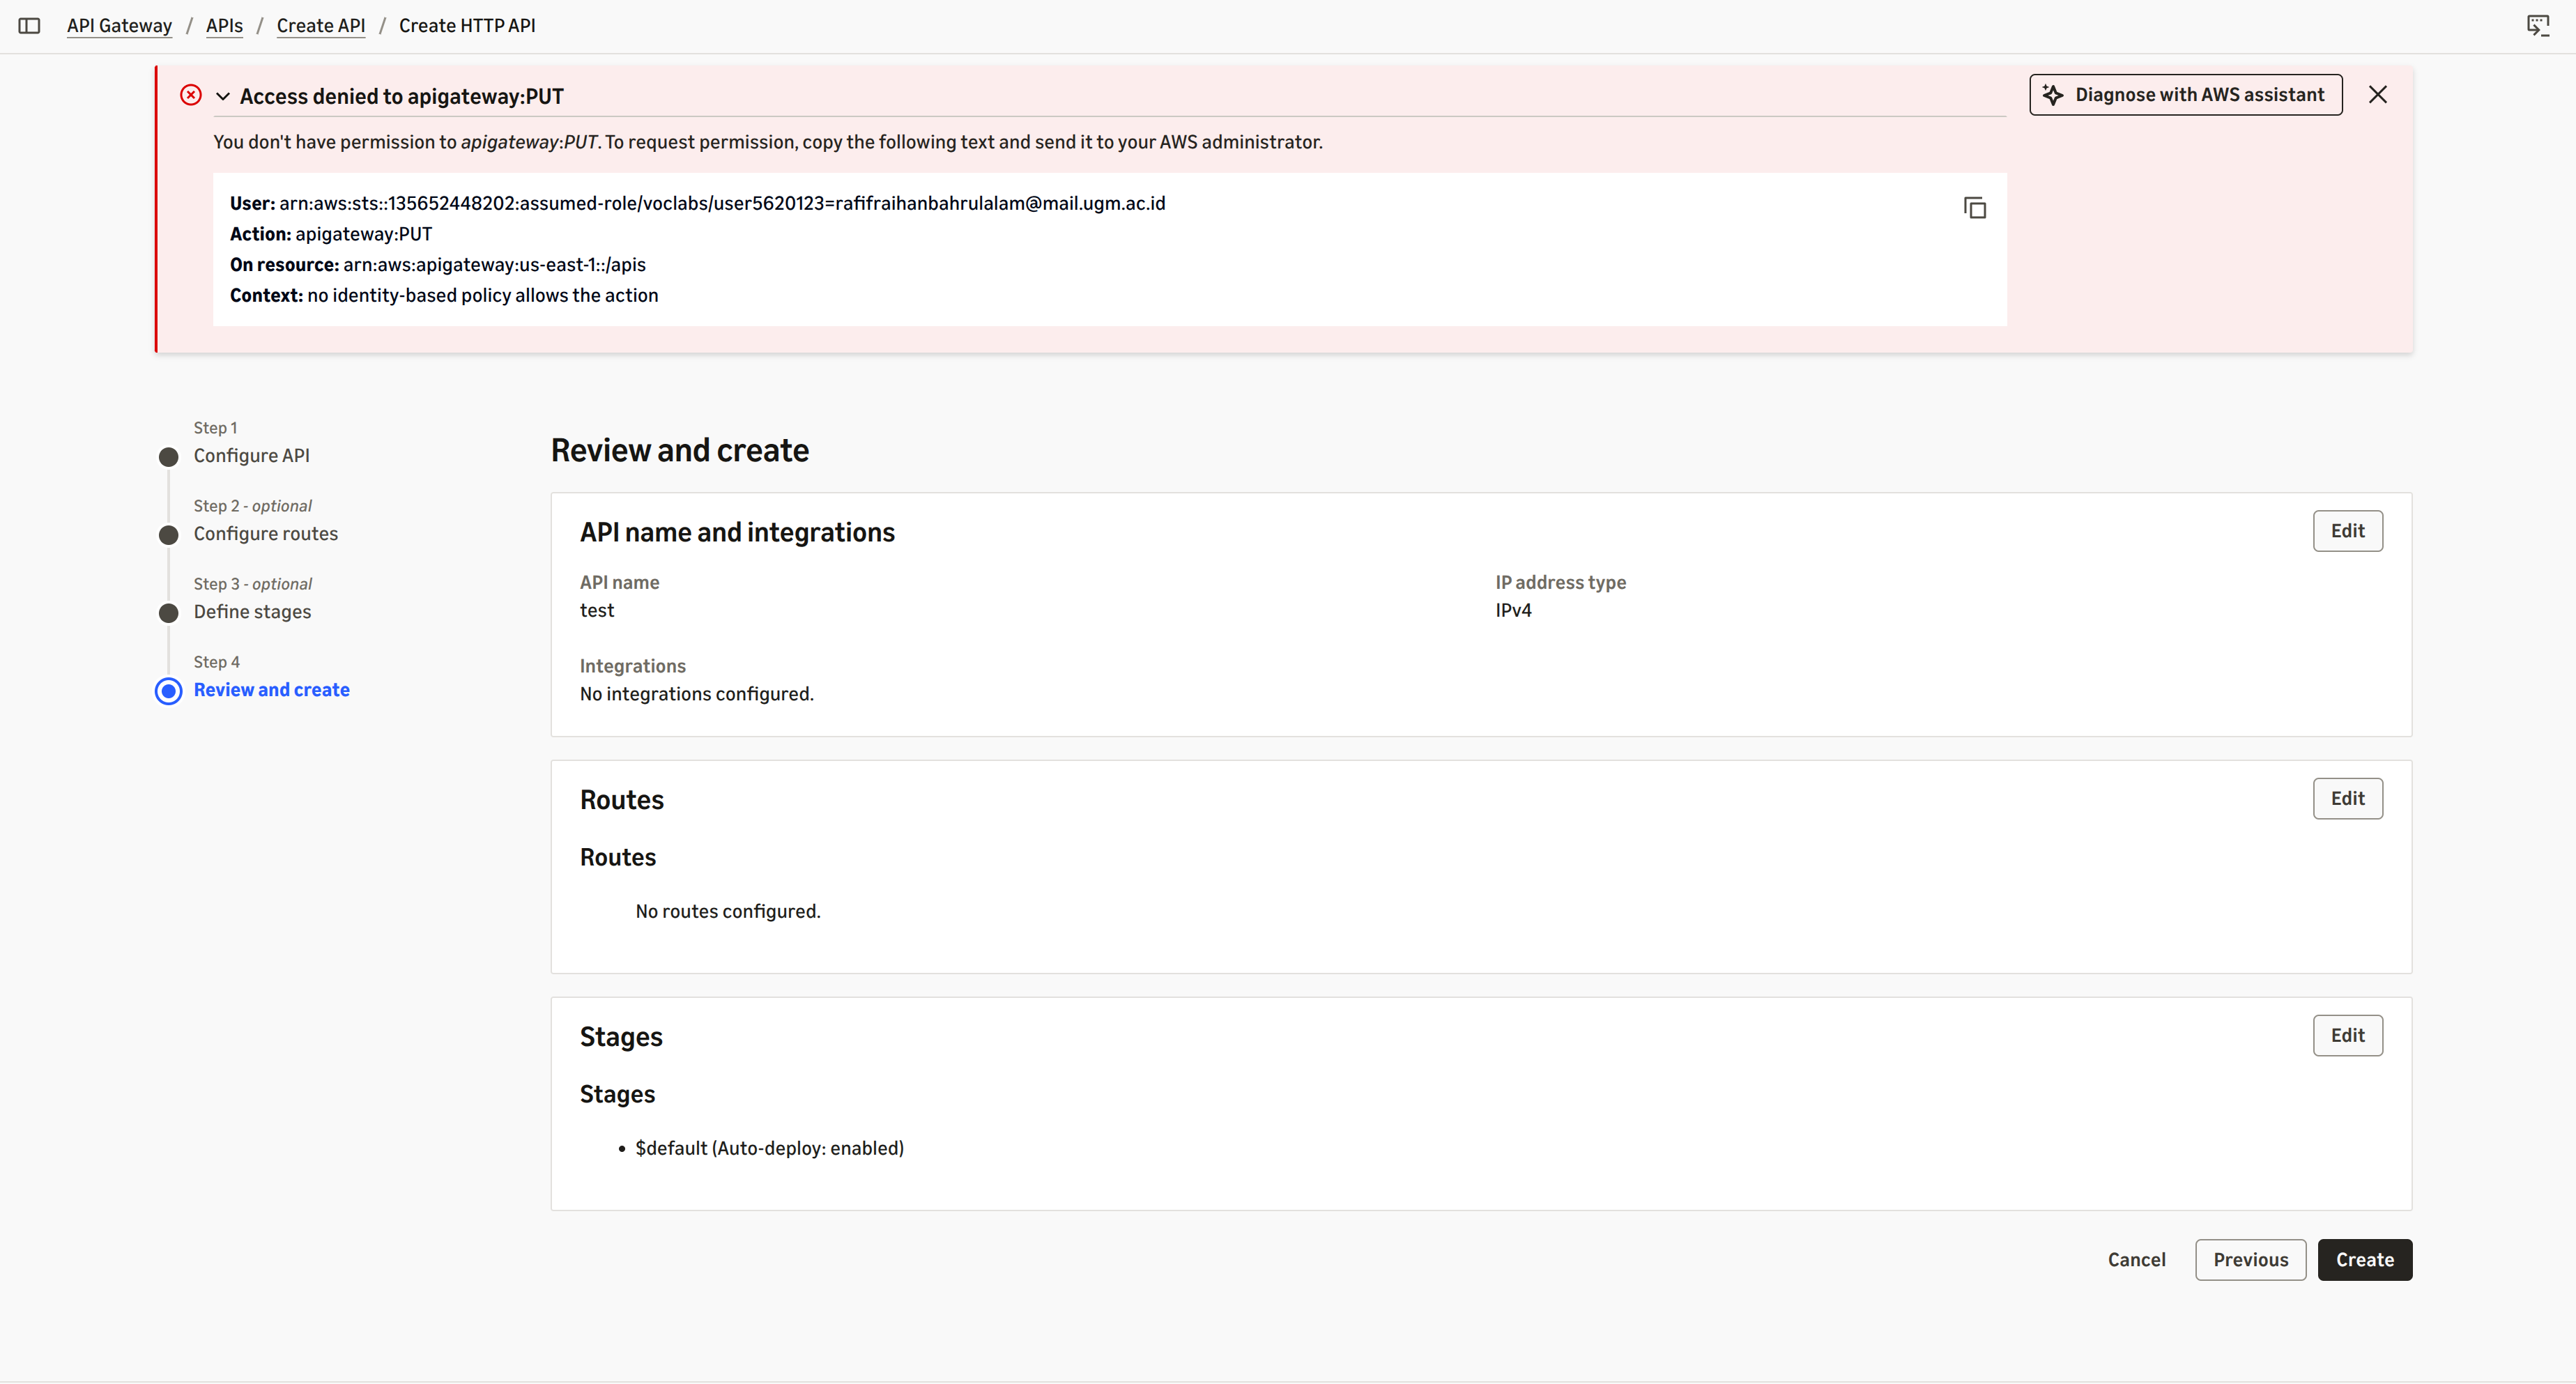 API Gateway / APIs / Create API / Create HTTP API
Access denied to apigateway:PUT
Diagnose with AWS assistant
You don't have permission to apigateway:PUT. To request permission, copy the following text and send it to your AWS administrator.
User: arn:aws:sts::135652448202:assumed-role/voclabs/user5620123=rafifraihanbahrulalam@mail.ugm.ac.id
Action: apigateway:PUT
On resource: arn:aws:apigateway:us-east-1::/apis
Context: no identity-based policy allows the action
Step 1
Configure API
Step 2 - optional
Configure routes
Step 3 - optional
Define stages
Step 4
Review and create
Review and create
API name and integrations
Edit
API name
test
IP address type
IPv4
Integrations
No integrations configured.
Routes
Edit
Routes
No routes configured.
Stages
Edit
Stages
• $default (Auto-deploy: enabled)
Cancel
Previous
Create